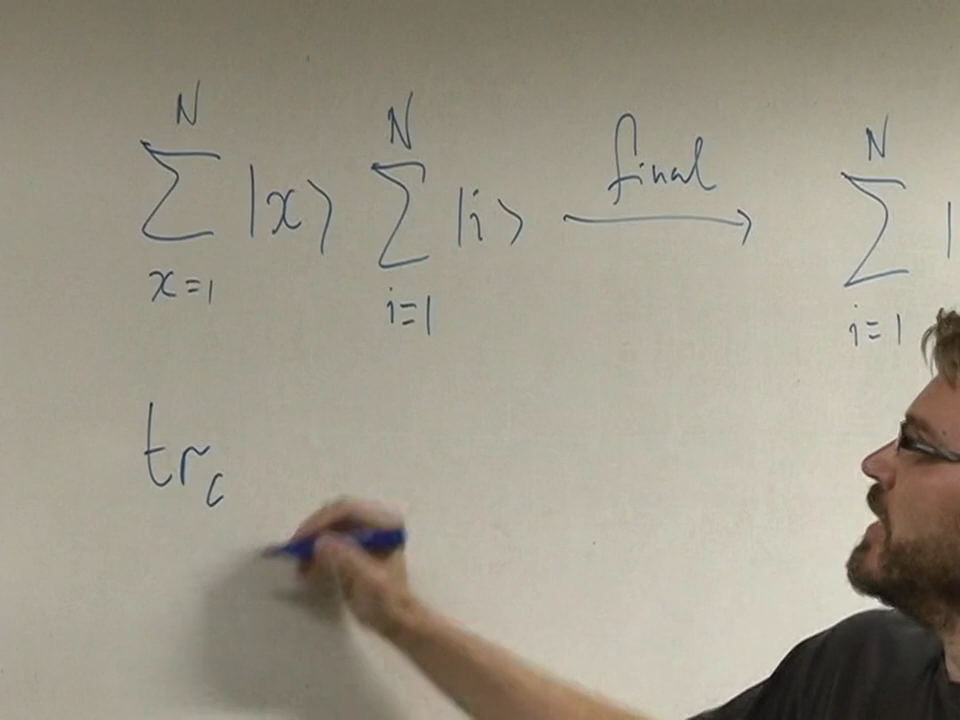 N N N
∑ |x⟩ ∑ |i⟩ final → ∑ |
x=1 i=1 i=1
tr_c